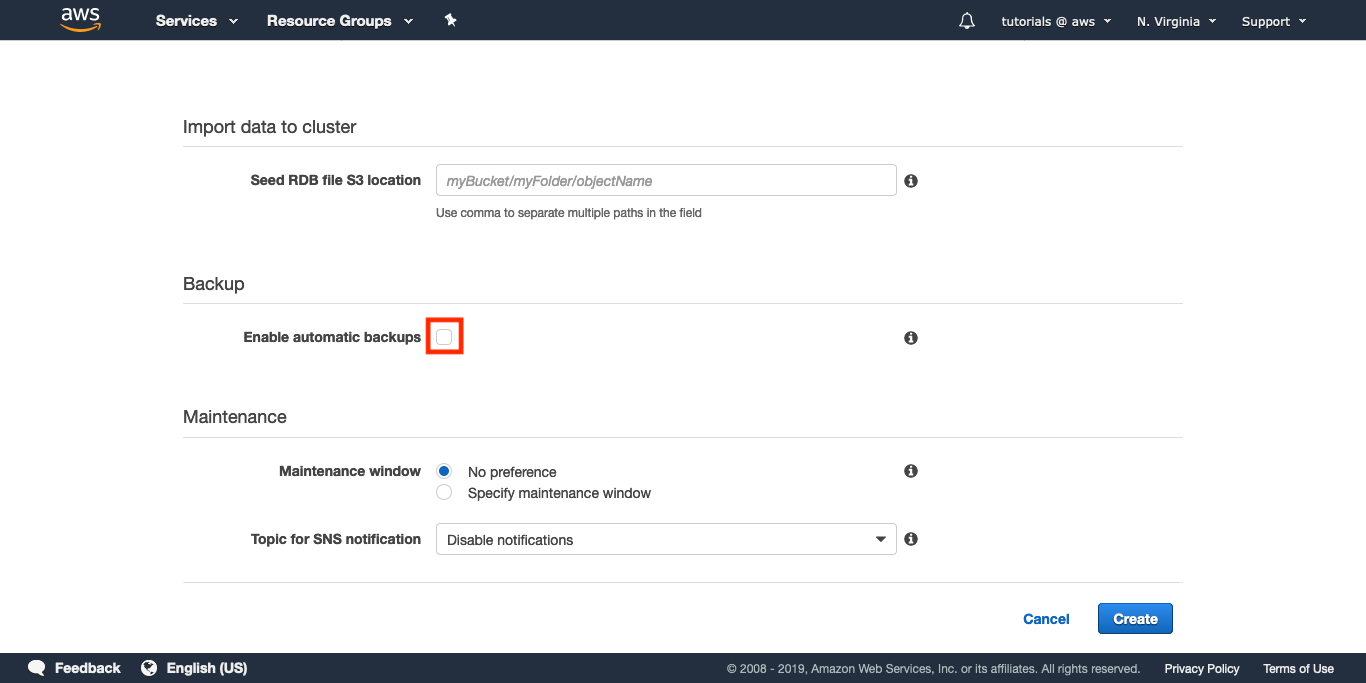 aws Services Resource Groups tutorials @ aws N. Virginia Support
Import data to cluster
Seed RDB file S3 location myBucket/myFolder/objectName
Use comma to separate multiple paths in the field
Backup
Enable automatic backups
Maintenance
Maintenance window No preference
Specify maintenance window
Topic for SNS notification Disable notifications
Cancel Create
Feedback English (US) © 2008 - 2019, Amazon Web Services, Inc. or its affiliates. All rights reserved. Privacy Policy Terms of Use